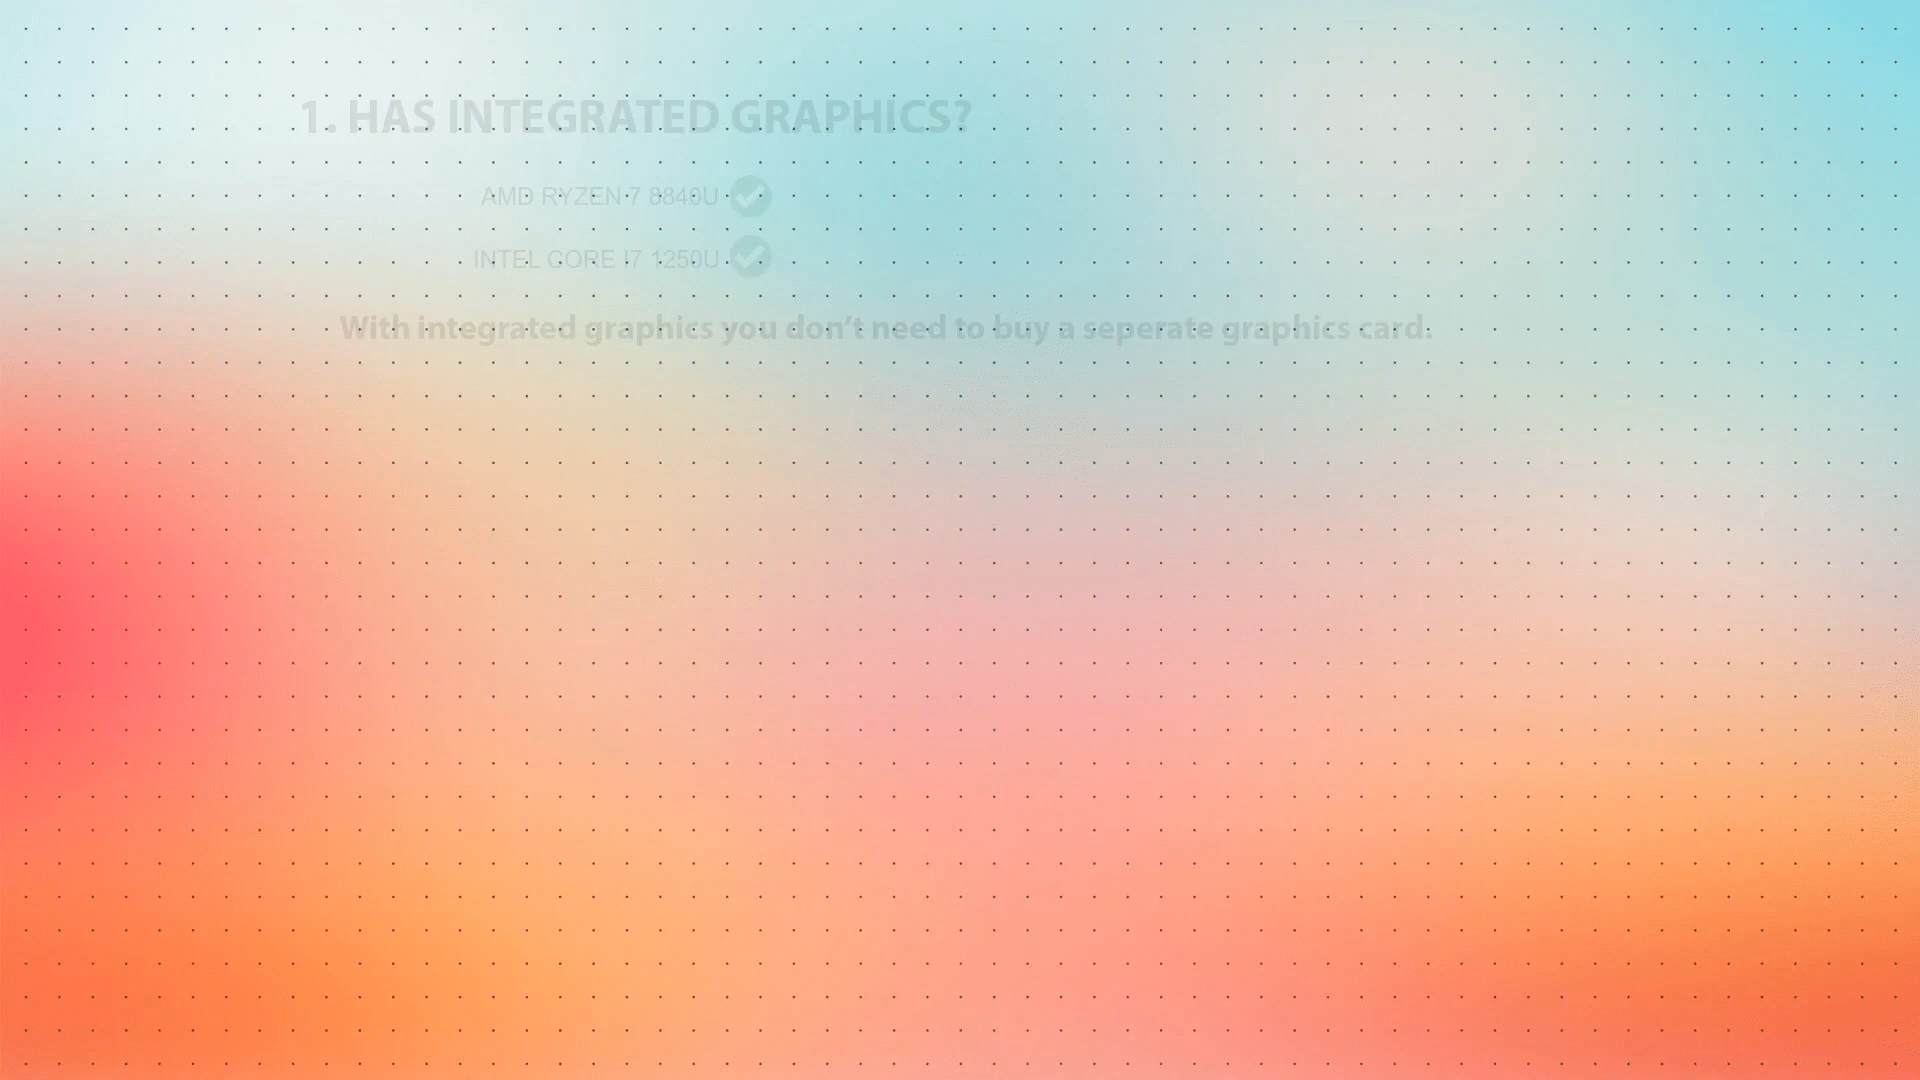 1. HAS INTEGRATED GRAPHICS?
AMD RYZEN 7 8840U
INTEL CORE I7 1250U
With integrated graphics you don’t need to buy a seperate graphics card.